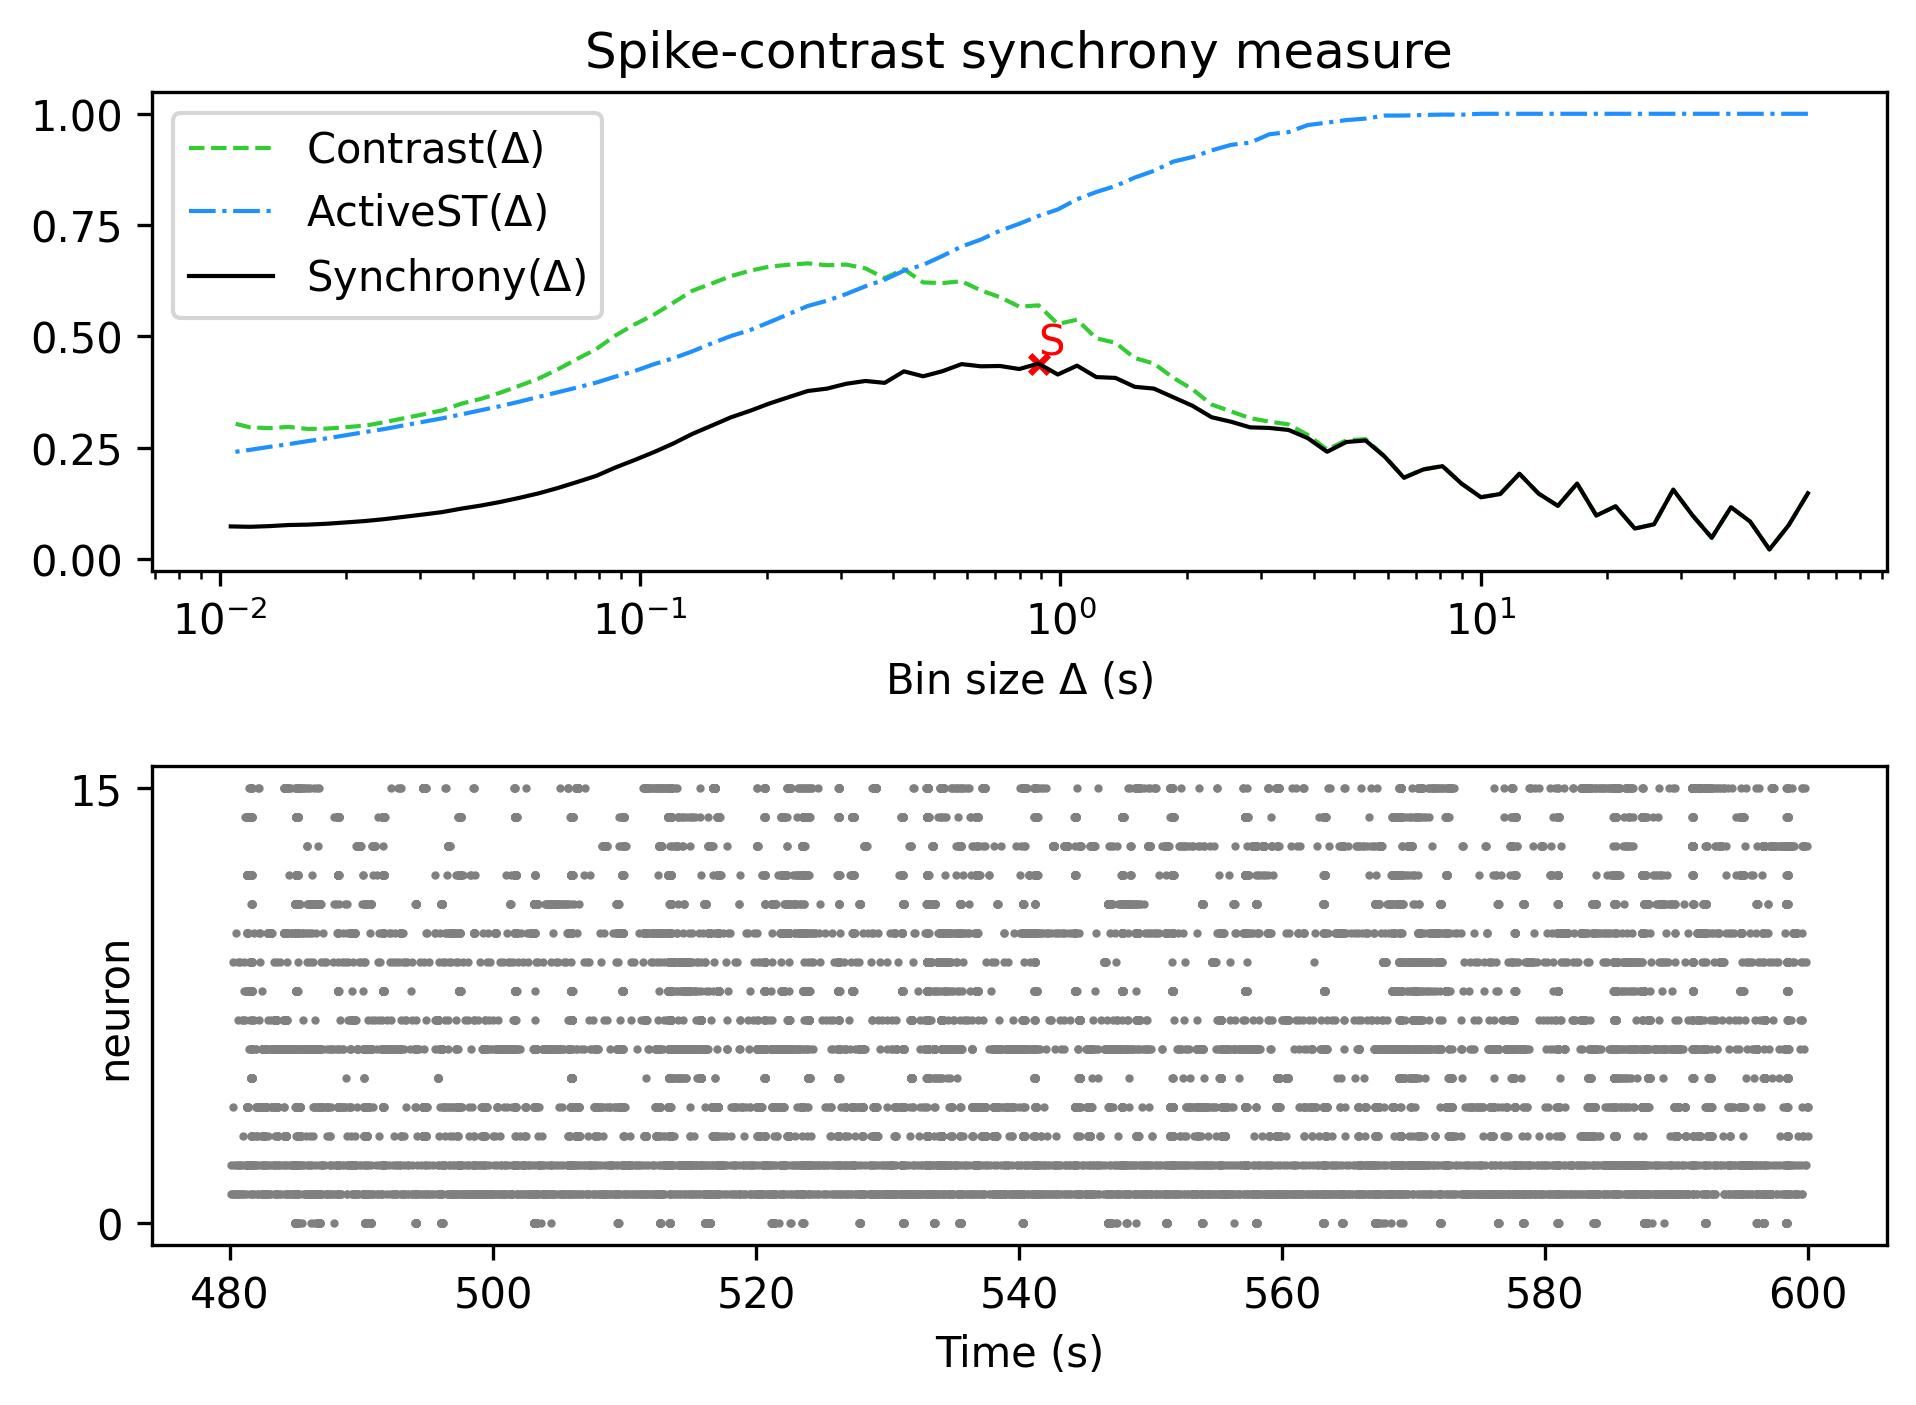 Spike-contrast synchrony measure
1.00
0.75
0.50
0.25
0.00
Contrast(Δ)
ActiveST(Δ)
Synchrony(Δ)
S
10⁻² 10⁻¹ 10⁰ 10¹
Bin size Δ (s)
15
0
neuron
480 500 520 540 560 580 600
Time (s)